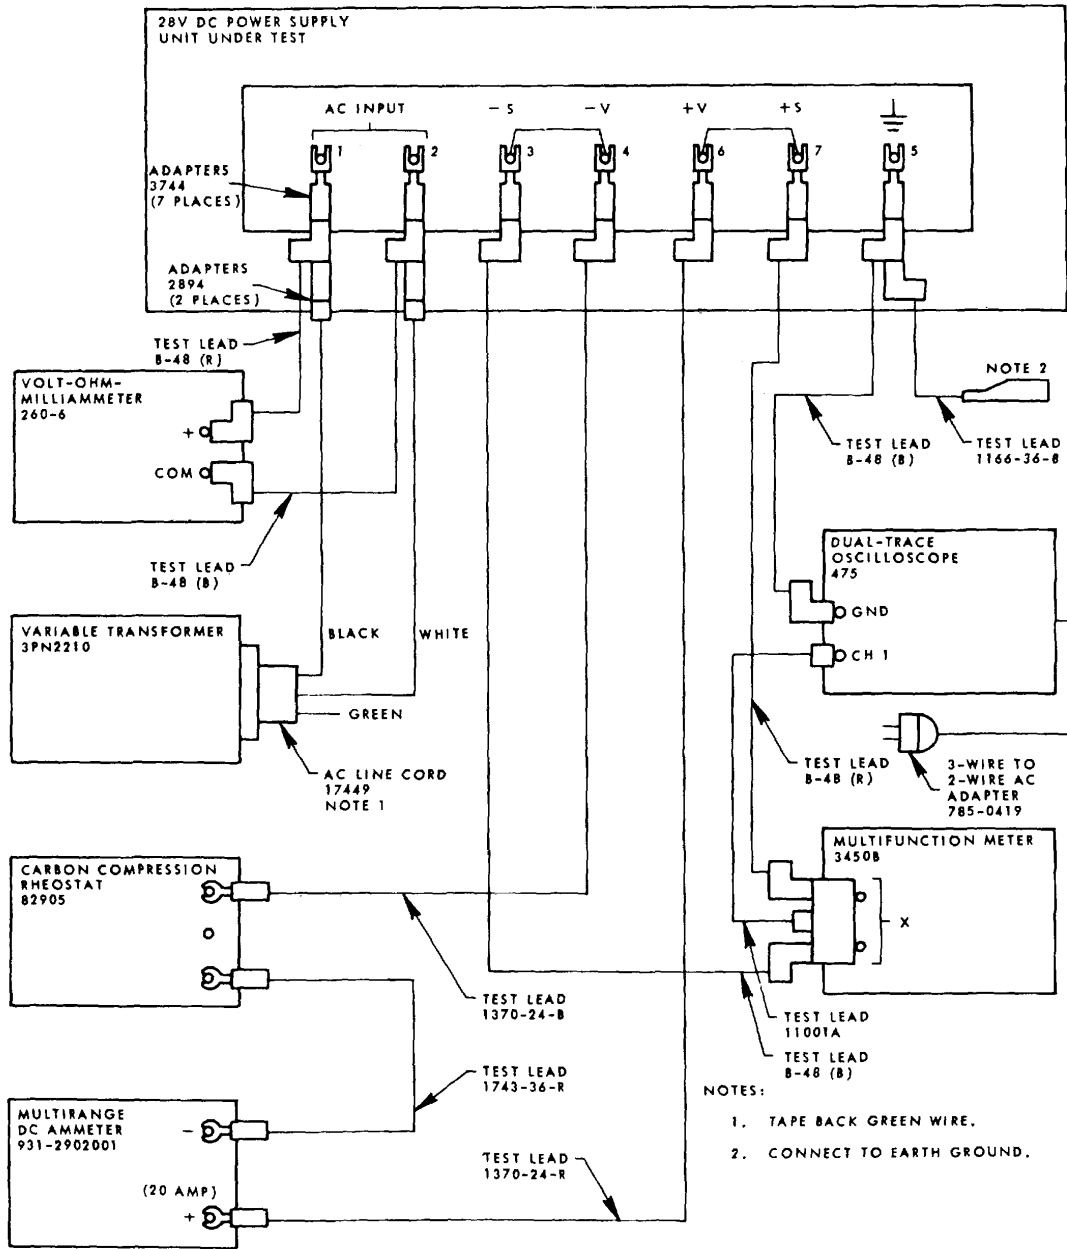 28V DC POWER SUPPLY
UNIT UNDER TEST
AC INPUT
- S
- V
+V
+S
1
2
3
4
6
7
5
ADAPTERS
3744
(7 PLACES)
ADAPTERS
2894
(2 PLACES)
TEST LEAD
B-48 (R)
VOLT-OHM-
MILLIAMMETER
260-6
+
COM
TEST LEAD
B-48 (B)
NOTE 2
TEST LEAD
B-48 (B)
TEST LEAD
1166-36-B
DUAL-TRACE
OSCILLOSCOPE
475
GND
CH 1
VARIABLE TRANSFORMER
3PN2210
BLACK
WHITE
GREEN
AC LINE CORD
17449
NOTE 1
TEST LEAD
B-48 (R)
3-WIRE TO
2-WIRE AC
ADAPTER
785-0419
CARBON COMPRESSION
RHEOSTAT
82905
MULTIFUNCTION METER
3450B
X
TEST LEAD
1370-24-B
TEST LEAD
11001A
TEST LEAD
B-48 (B)
TEST LEAD
1743-36-R
MULTIRANGE
DC AMMETER
931-2902001
-
(20 AMP)
+
TEST LEAD
1370-24-R
NOTES:
1. TAPE BACK GREEN WIRE.
2. CONNECT TO EARTH GROUND.